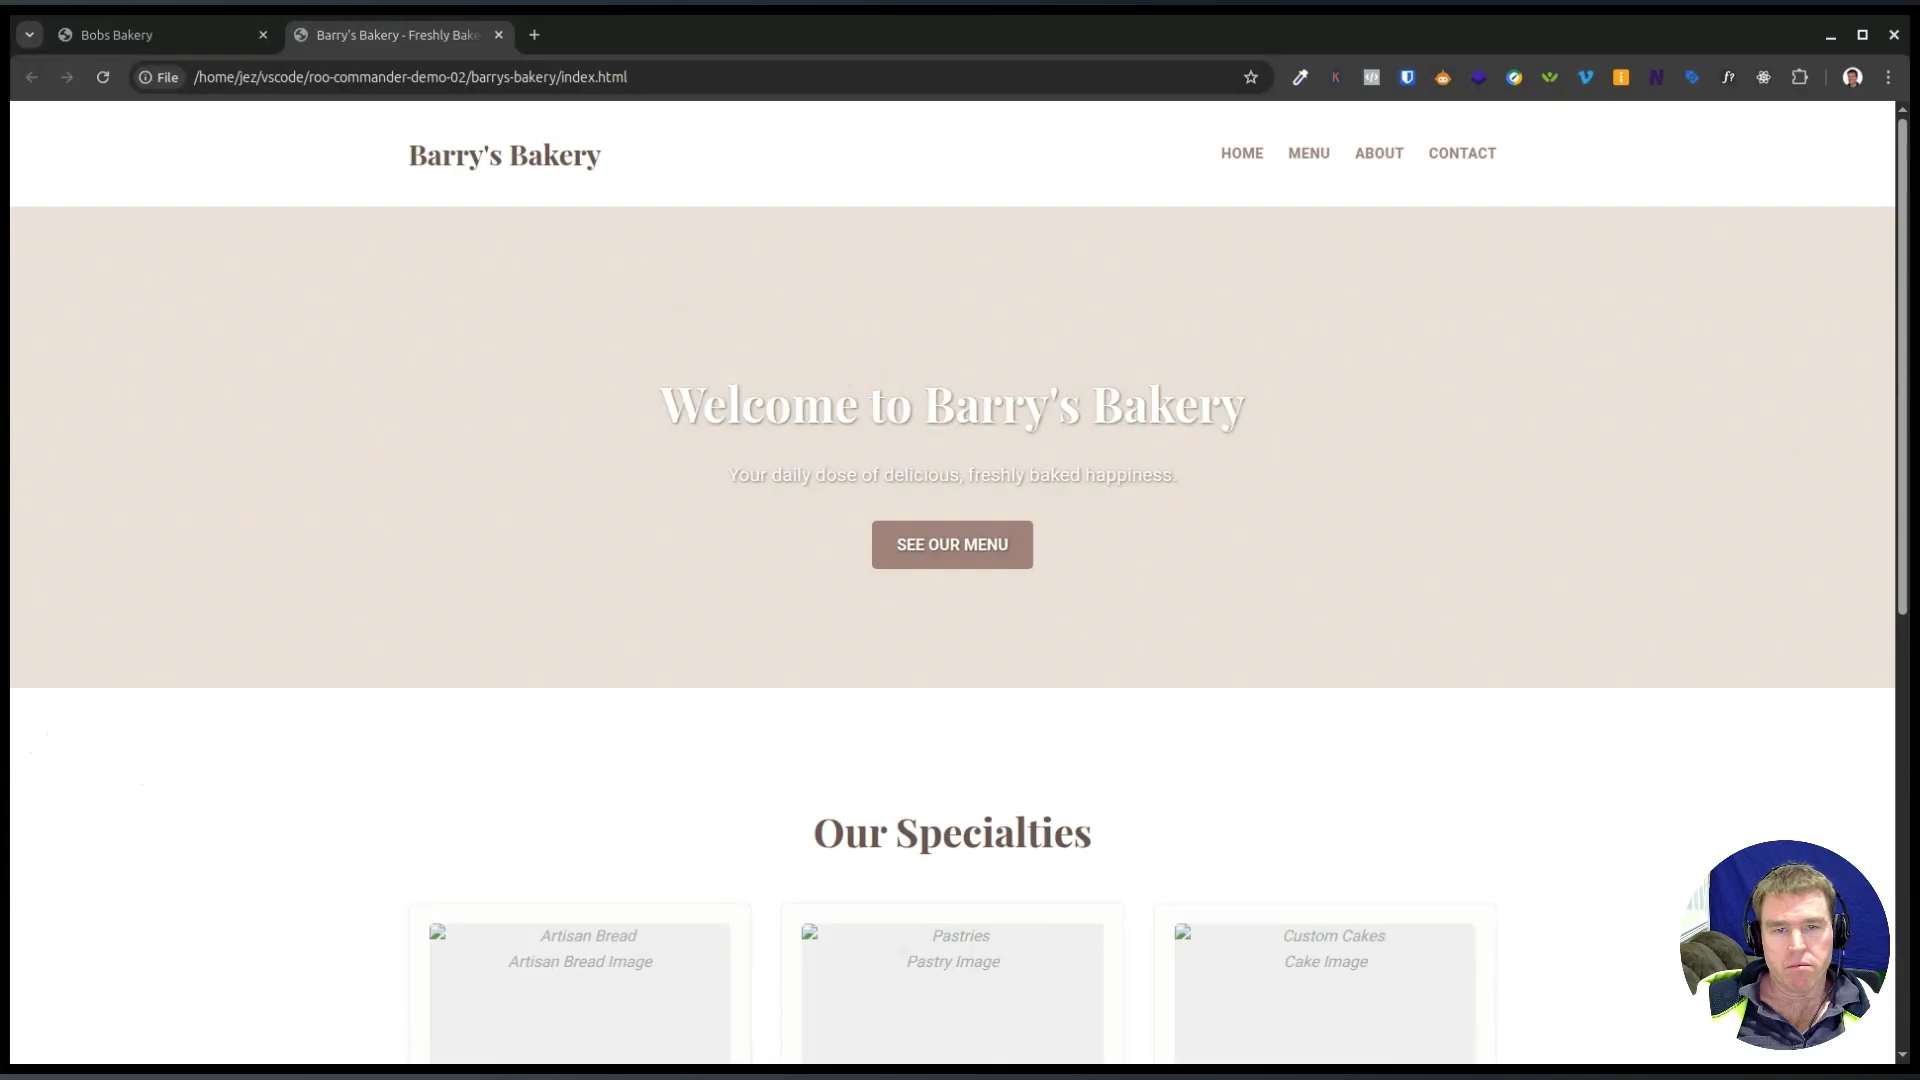 Bobs Bakery
Barry's Bakery - Freshly Bake
File
/home/jez/vscode/roo-commander-demo-02/barrys-bakery/index.html
Barry's Bakery
HOME
MENU
ABOUT
CONTACT
Welcome to Barry's Bakery
Your daily dose of delicious, freshly baked happiness.
SEE OUR MENU
Our Specialties
Artisan Bread
Artisan Bread Image
Pastries
Pastry Image
Custom Cakes
Cake Image